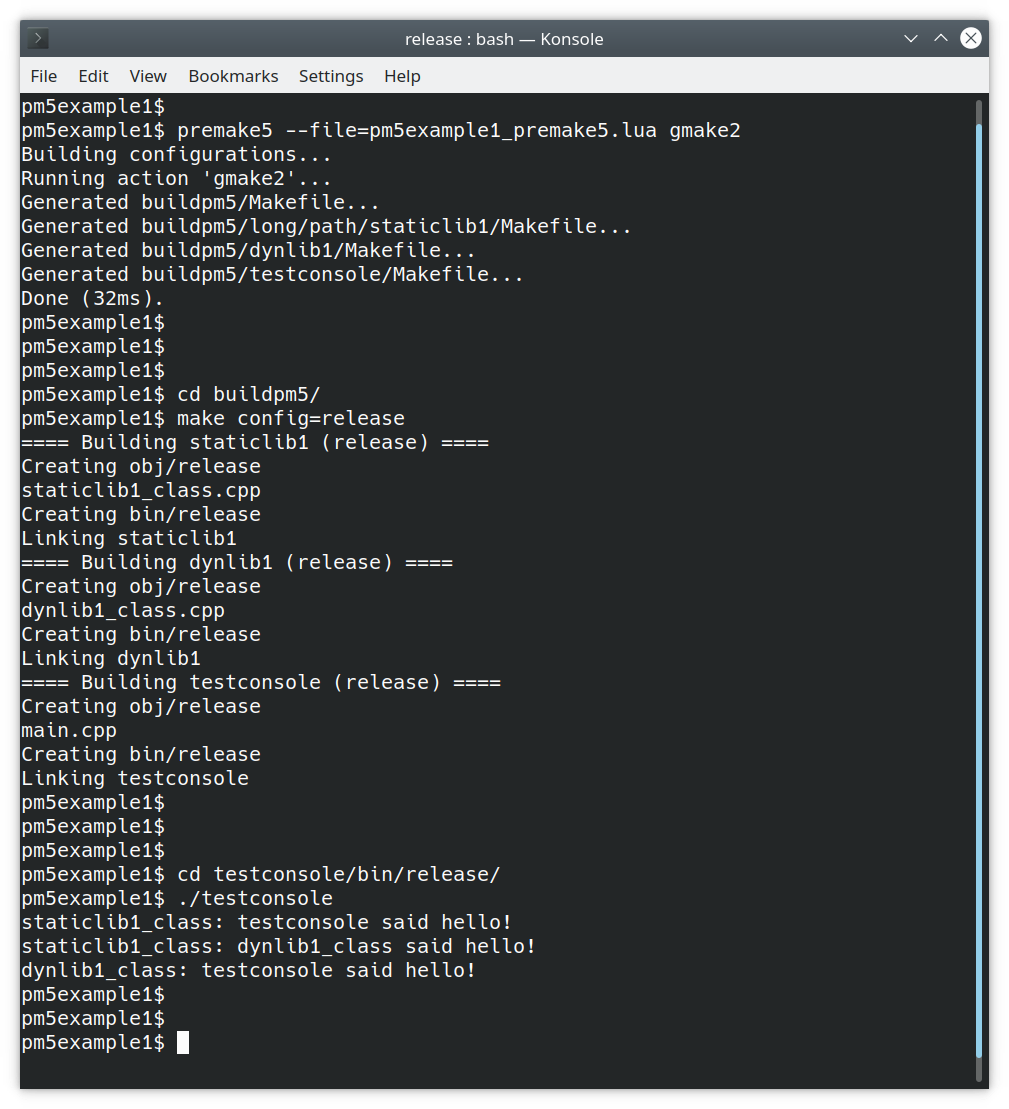 release : bash — Konsole
File Edit View Bookmarks Settings Help
pm5example1$
pm5example1$ premake5 --file=pm5example1_premake5.lua gmake2
Building configurations...
Running action 'gmake2'...
Generated buildpm5/Makefile...
Generated buildpm5/long/path/staticlib1/Makefile...
Generated buildpm5/dynlib1/Makefile...
Generated buildpm5/testconsole/Makefile...
Done (32ms).
pm5example1$
pm5example1$
pm5example1$
pm5example1$ cd buildpm5/
pm5example1$ make config=release
==== Building staticlib1 (release) ====
Creating obj/release
staticlib1_class.cpp
Creating bin/release
Linking staticlib1
==== Building dynlib1 (release) ====
Creating obj/release
dynlib1_class.cpp
Creating bin/release
Linking dynlib1
==== Building testconsole (release) ====
Creating obj/release
main.cpp
Creating bin/release
Linking testconsole
pm5example1$
pm5example1$
pm5example1$
pm5example1$ cd testconsole/bin/release/
pm5example1$ ./testconsole
staticlib1_class: testconsole said hello!
staticlib1_class: dynlib1_class said hello!
dynlib1_class: testconsole said hello!
pm5example1$
pm5example1$
pm5example1$